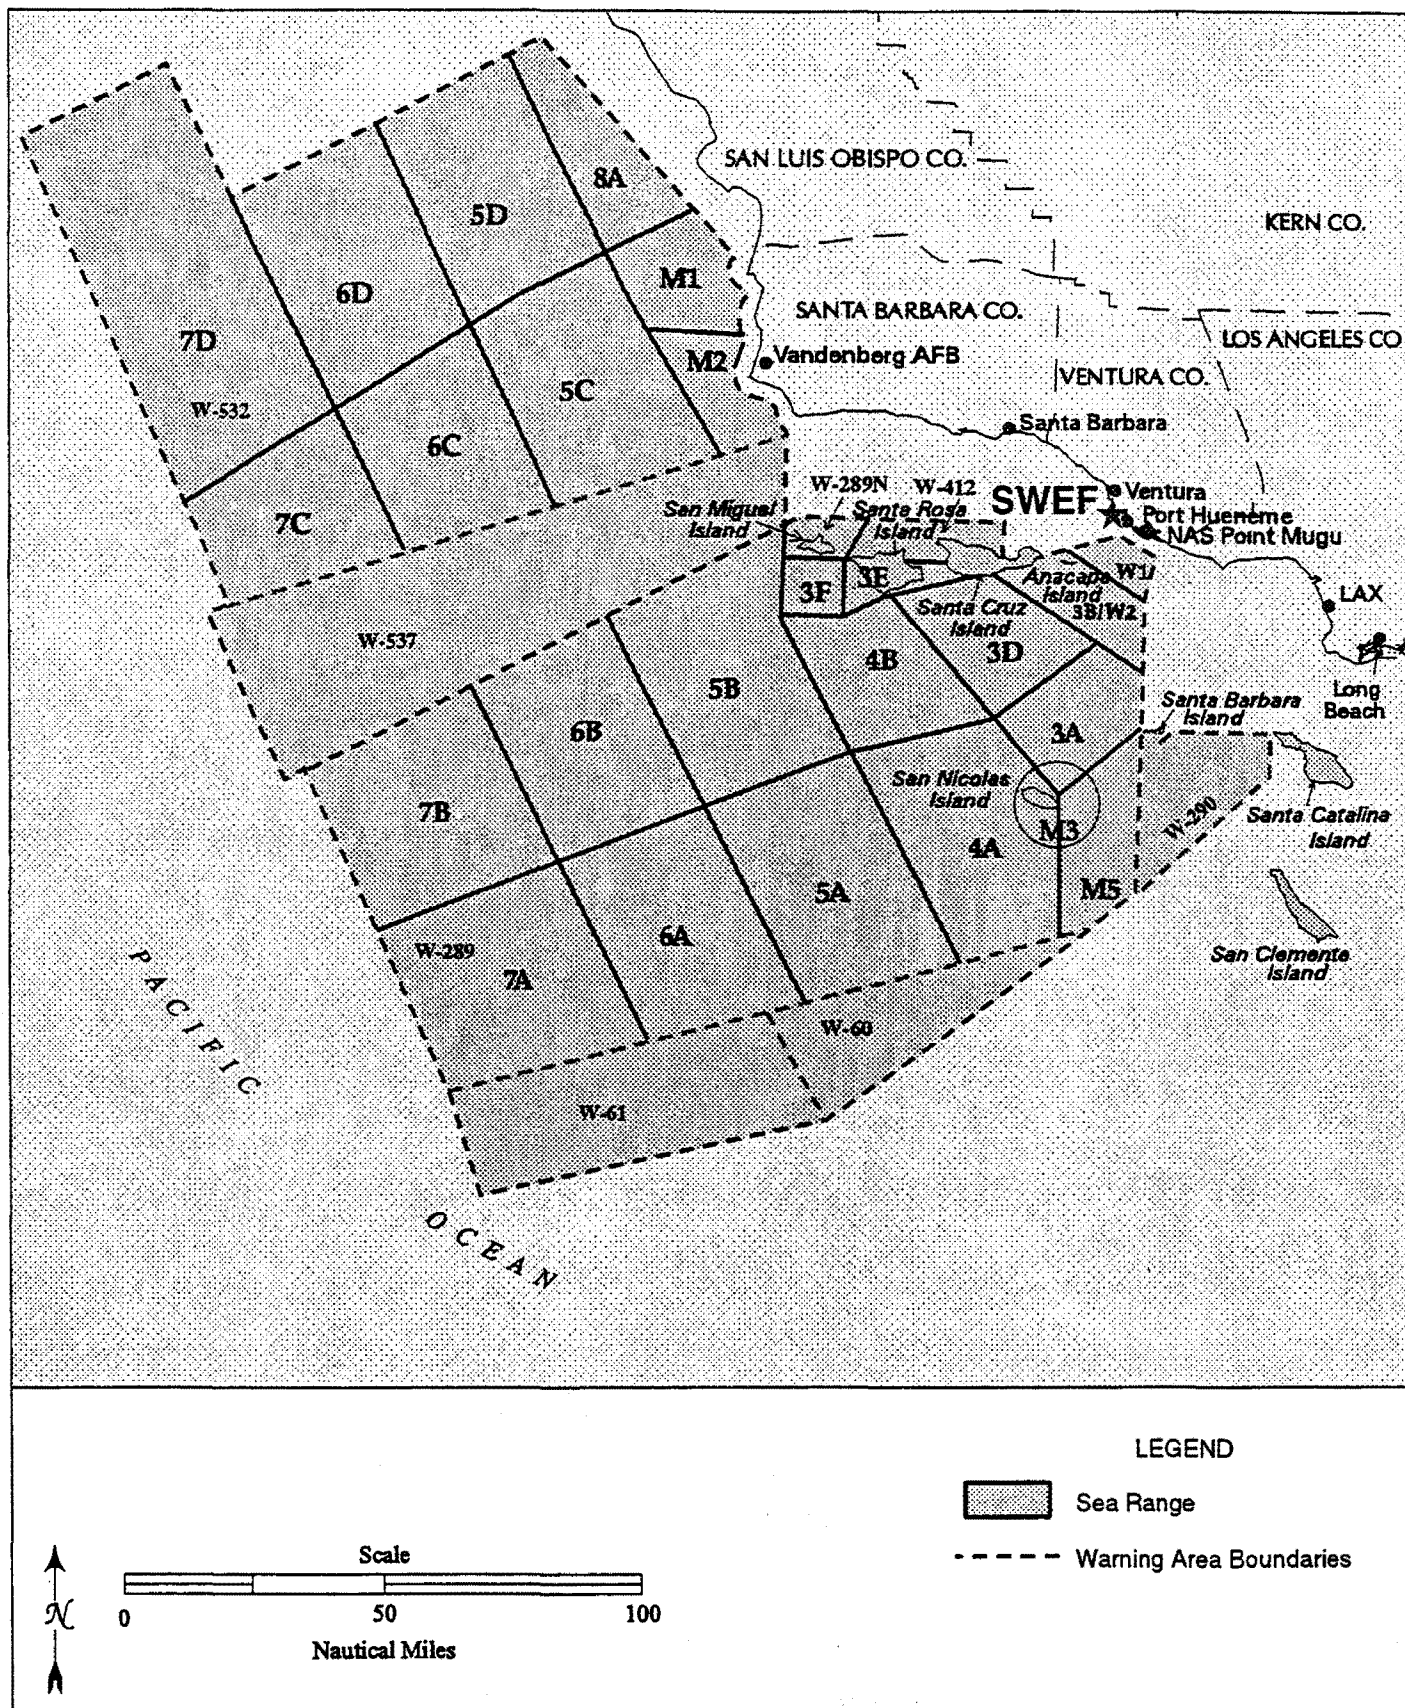 SAN LUIS OBISPO CO.
8A
5D
KERN CO.
M1
6D
SANTA BARBARA CO.
7D
LOS ANGELES CO
M2
Vandenberg AFB
VENTURA CO.
5C
W-532
Santa Barbara
6C
W-289N
W-412
SWEF
Ventura
San Miguel
Island
Santa Rosa
Island
Port Hueneme
7C
NAS Point Mugu
3F
3E
Anacapa
Island
W1
LAX
Santa Cruz
Island
3B/W2
W-537
3D
4B
5B
Long
Beach
Santa Barbara
Island
6B
3A
San Nicolas
Island
7B
M3
W-290
Santa Catalina
Island
4A
5A
M5
6A
W-289
7A
San Clemente
Island
PACIFIC
W-60
W-61
OCEAN
LEGEND
Sea Range
Warning Area Boundaries
Scale
N
0 50 100
Nautical Miles